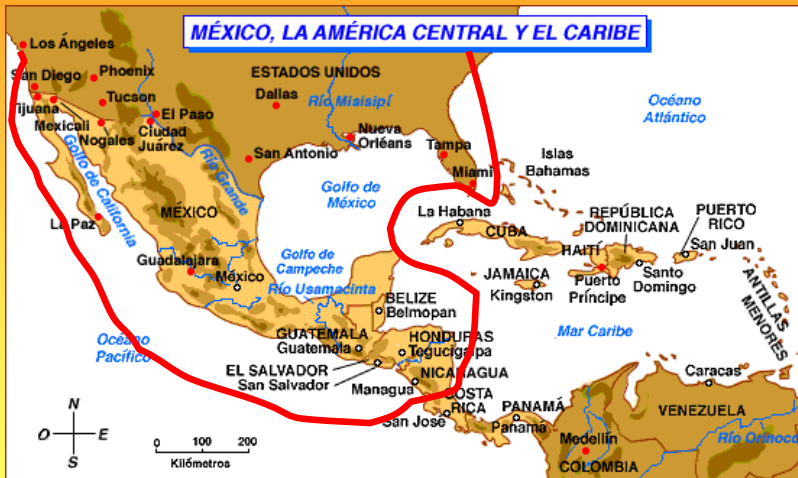 MÉXICO, LA AMÉRICA CENTRAL Y EL CARIBE
Los Ángeles
San Diego
Phoenix
Tijuana
Tucson
Mexicali
Nogales
El Paso
Ciudad
Juárez
ESTADOS UNIDOS
Dallas
Río Misisipí
San Antonio
Nueva
Orléans
Tampa
Miami
Océano
Atlántico
Islas
Bahamas
Golfo de California
Río Grande
La Paz
MÉXICO
Guadalajara
México
Golfo de
México
Golfo de
Campeche
Río Usamacinta
La Habana
CUBA
REPÚBLICA
DOMINICANA
HAITÍ
PUERTO
RICO
San Juan
Santo
Domingo
Puerto
Príncipe
JAMAICA
Kingston
ANTILLAS
MENORES
BELIZE
Belmopan
GUATEMALA
Guatemala
HONDURAS
Tegucigalpa
EL SALVADOR
San Salvador
NICARAGUA
Managua
COSTA
RICA
San José
PANAMÁ
Panamá
Mar Caribe
Océano
Pacífico
Caracas
VENEZUELA
Río Orinoco
Medellín
COLOMBIA
N
O
E
S
0
100
200
Kilómetros